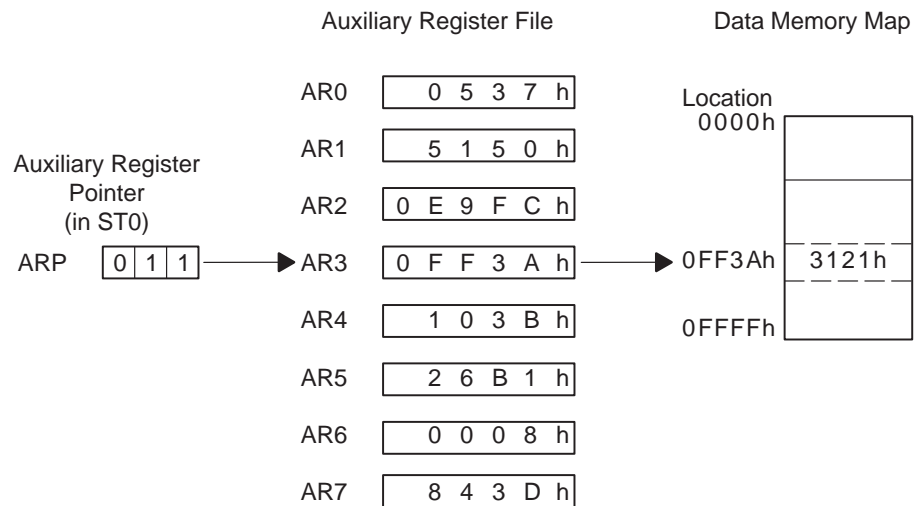 Auxiliary Register File
Data Memory Map
AR0 0 5 3 7 h
Location
0000h
AR1 5 1 5 0 h
Auxiliary Register
Pointer
(in ST0)
AR2 0 E 9 F C h
ARP 0 1 1
AR3 0 F F 3 A h
0FF3Ah 3121h
AR4 1 0 3 B h
0FFFFh
AR5 2 6 B 1 h
AR6 0 0 0 8 h
AR7 8 4 3 D h